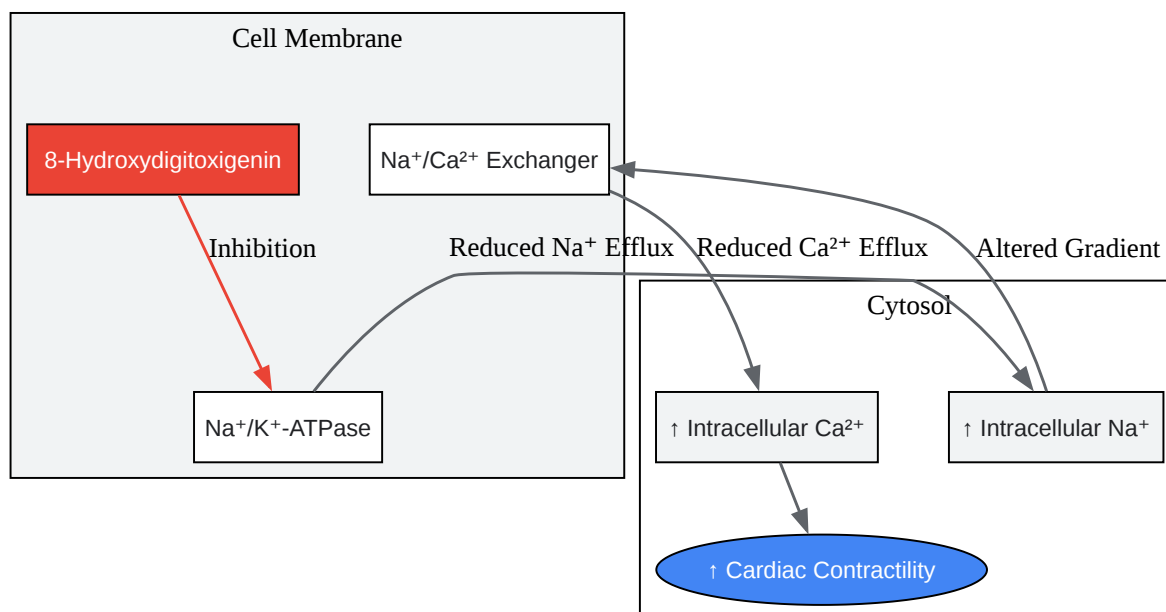 Cell Membrane
8-Hydroxydigitoxigenin
Na⁺/Ca²⁺ Exchanger
Inhibition
Reduced Na⁺ Efflux
Reduced Ca²⁺ Efflux
Altered Gradient
Cytosol
Na⁺/K⁺-ATPase
↑ Intracellular Ca²⁺
↑ Intracellular Na⁺
↑ Cardiac Contractility